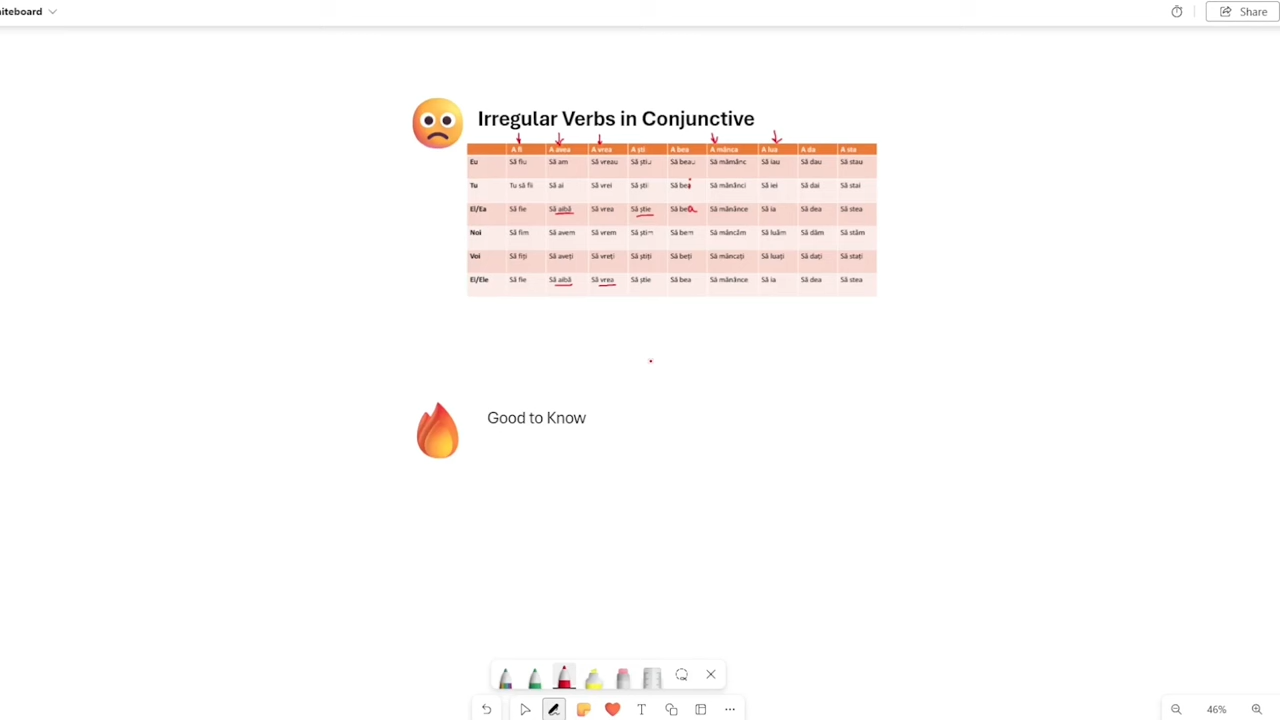 iteboard
Share
Irregular Verbs in Conjunctive
A fi A avea A vrea A ști A bea A mânca A lua A da A sta
Eu Să fiu Să am Să vreau Să știu Să beau Să mămânc Să iau Să dau Să stau
Tu Tu să fii Să ai Să vrei Să știi Să bei Să mănânci Să iei Să dai Să stai
El/Ea Să fie Să aibă Să vrea Să știe Să bea Să mănânce Să ia Să dea Să stea
Noi Să fim Să avem Să vrem Să știm Să bem Să mâncăm Să luăm Să dăm Să stăm
Voi Să fiți Să aveți Să vreți Să știți Să beți Să mâncați Să luați Să dați Să stați
Ei/Ele Să fie Să aibă Să vrea Să știe Să bea Să mănânce Să ia Să dea Să stea
Good to Know
46%